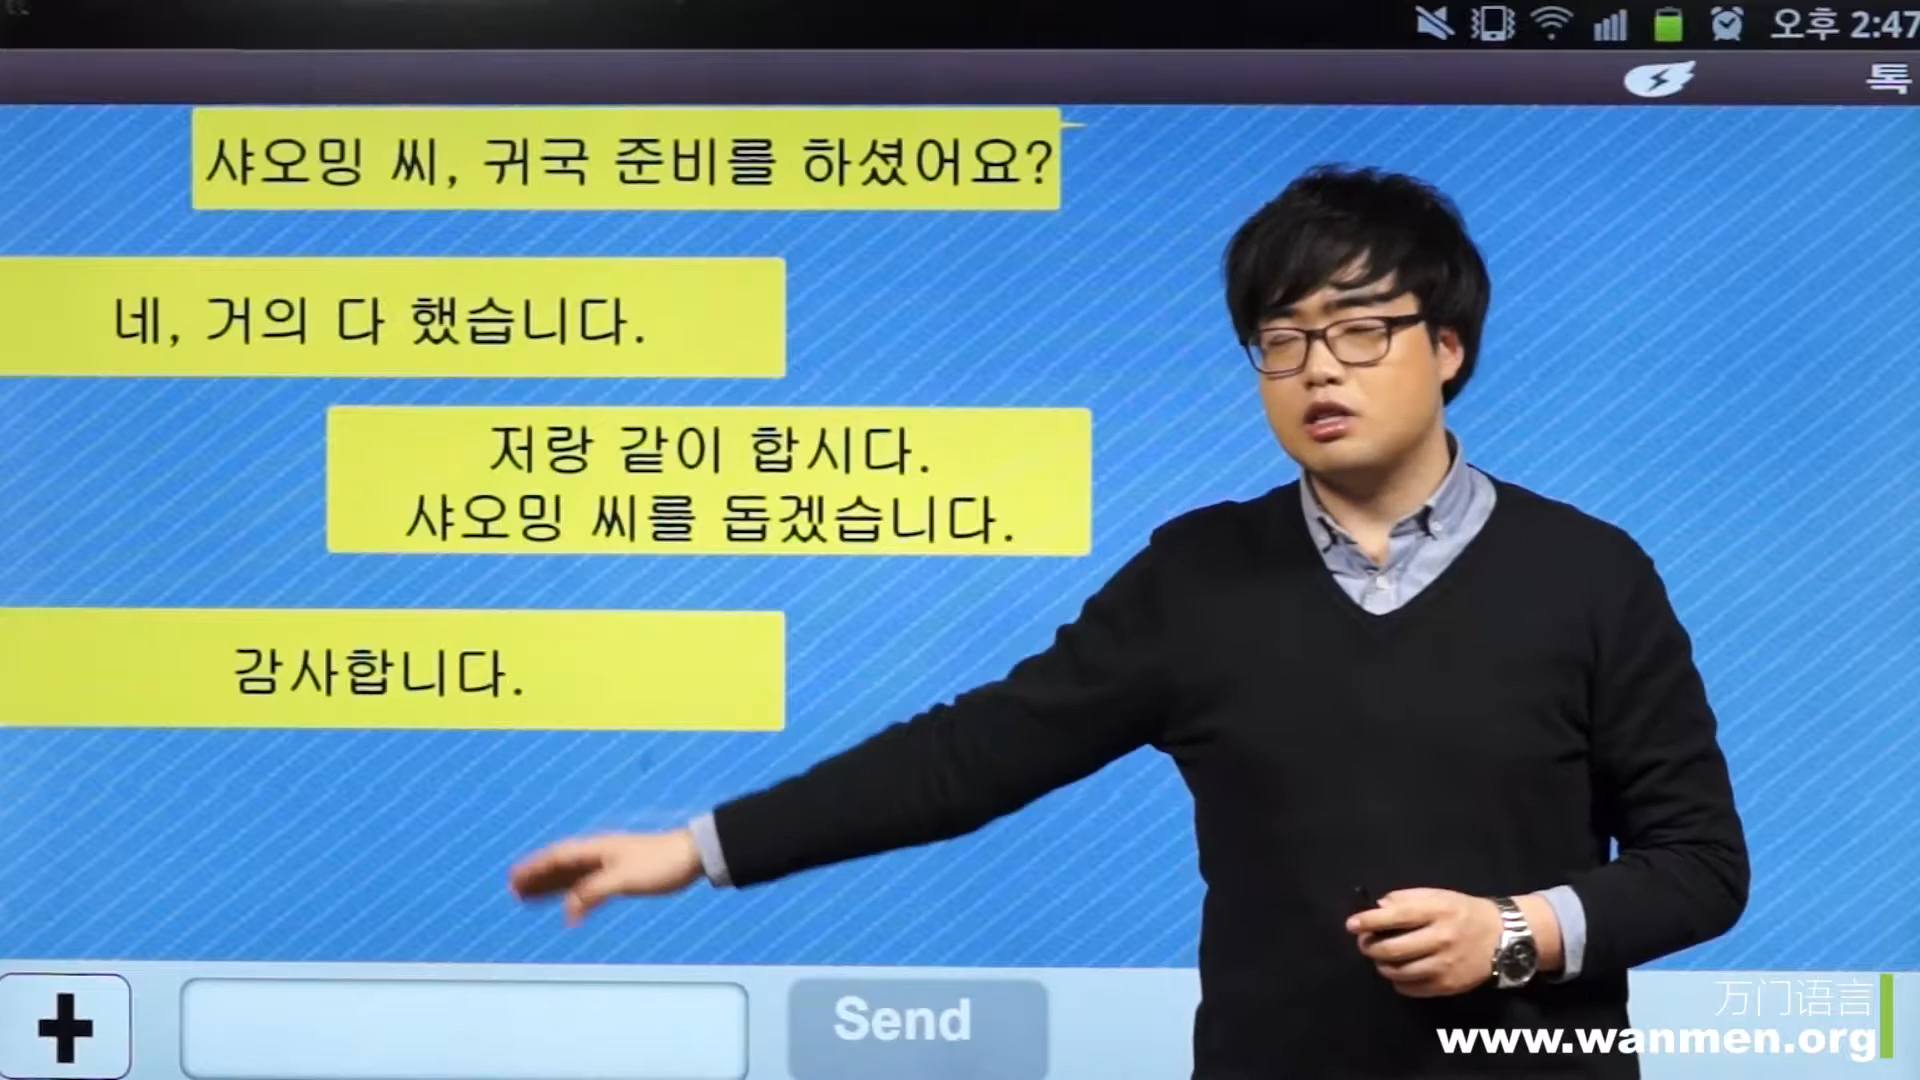 오후 2:47
톡
샤오밍 씨, 귀국 준비를 하셨어요?
네, 거의 다 했습니다.
저랑 같이 합시다.
샤오밍 씨를 돕겠습니다.
감사합니다.
Send
万门语言
www.wanmen.org